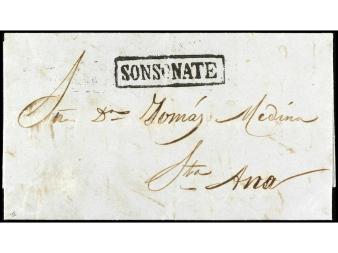 SONSONATE
Sr. Dn Tomás Medina
Sta Ana